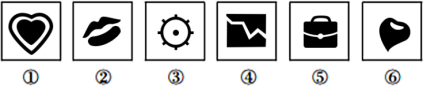 ① ② ③ ④ ⑤ ⑥